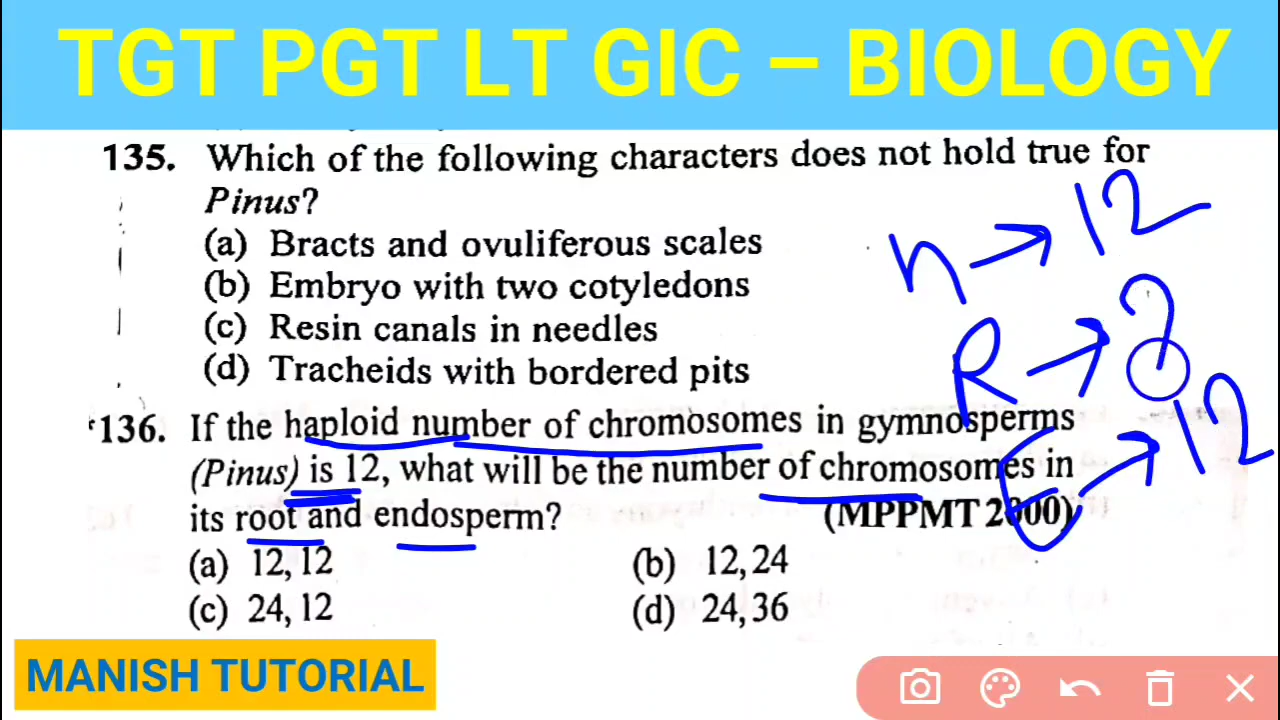 TGT PGT LT GIC – BIOLOGY
135. Which of the following characters does not hold true for
Pinus?
(a) Bracts and ovuliferous scales
(b) Embryo with two cotyledons
(c) Resin canals in needles
(d) Tracheids with bordered pits
n → 12
R → ?
E → 12
*136. If the haploid number of chromosomes in gymnosperms
(Pinus) is 12, what will be the number of chromosomes in
its root and endosperm? (MPPMT 2000)
(a) 12, 12 (b) 12, 24
(c) 24, 12 (d) 24, 36
MANISH TUTORIAL